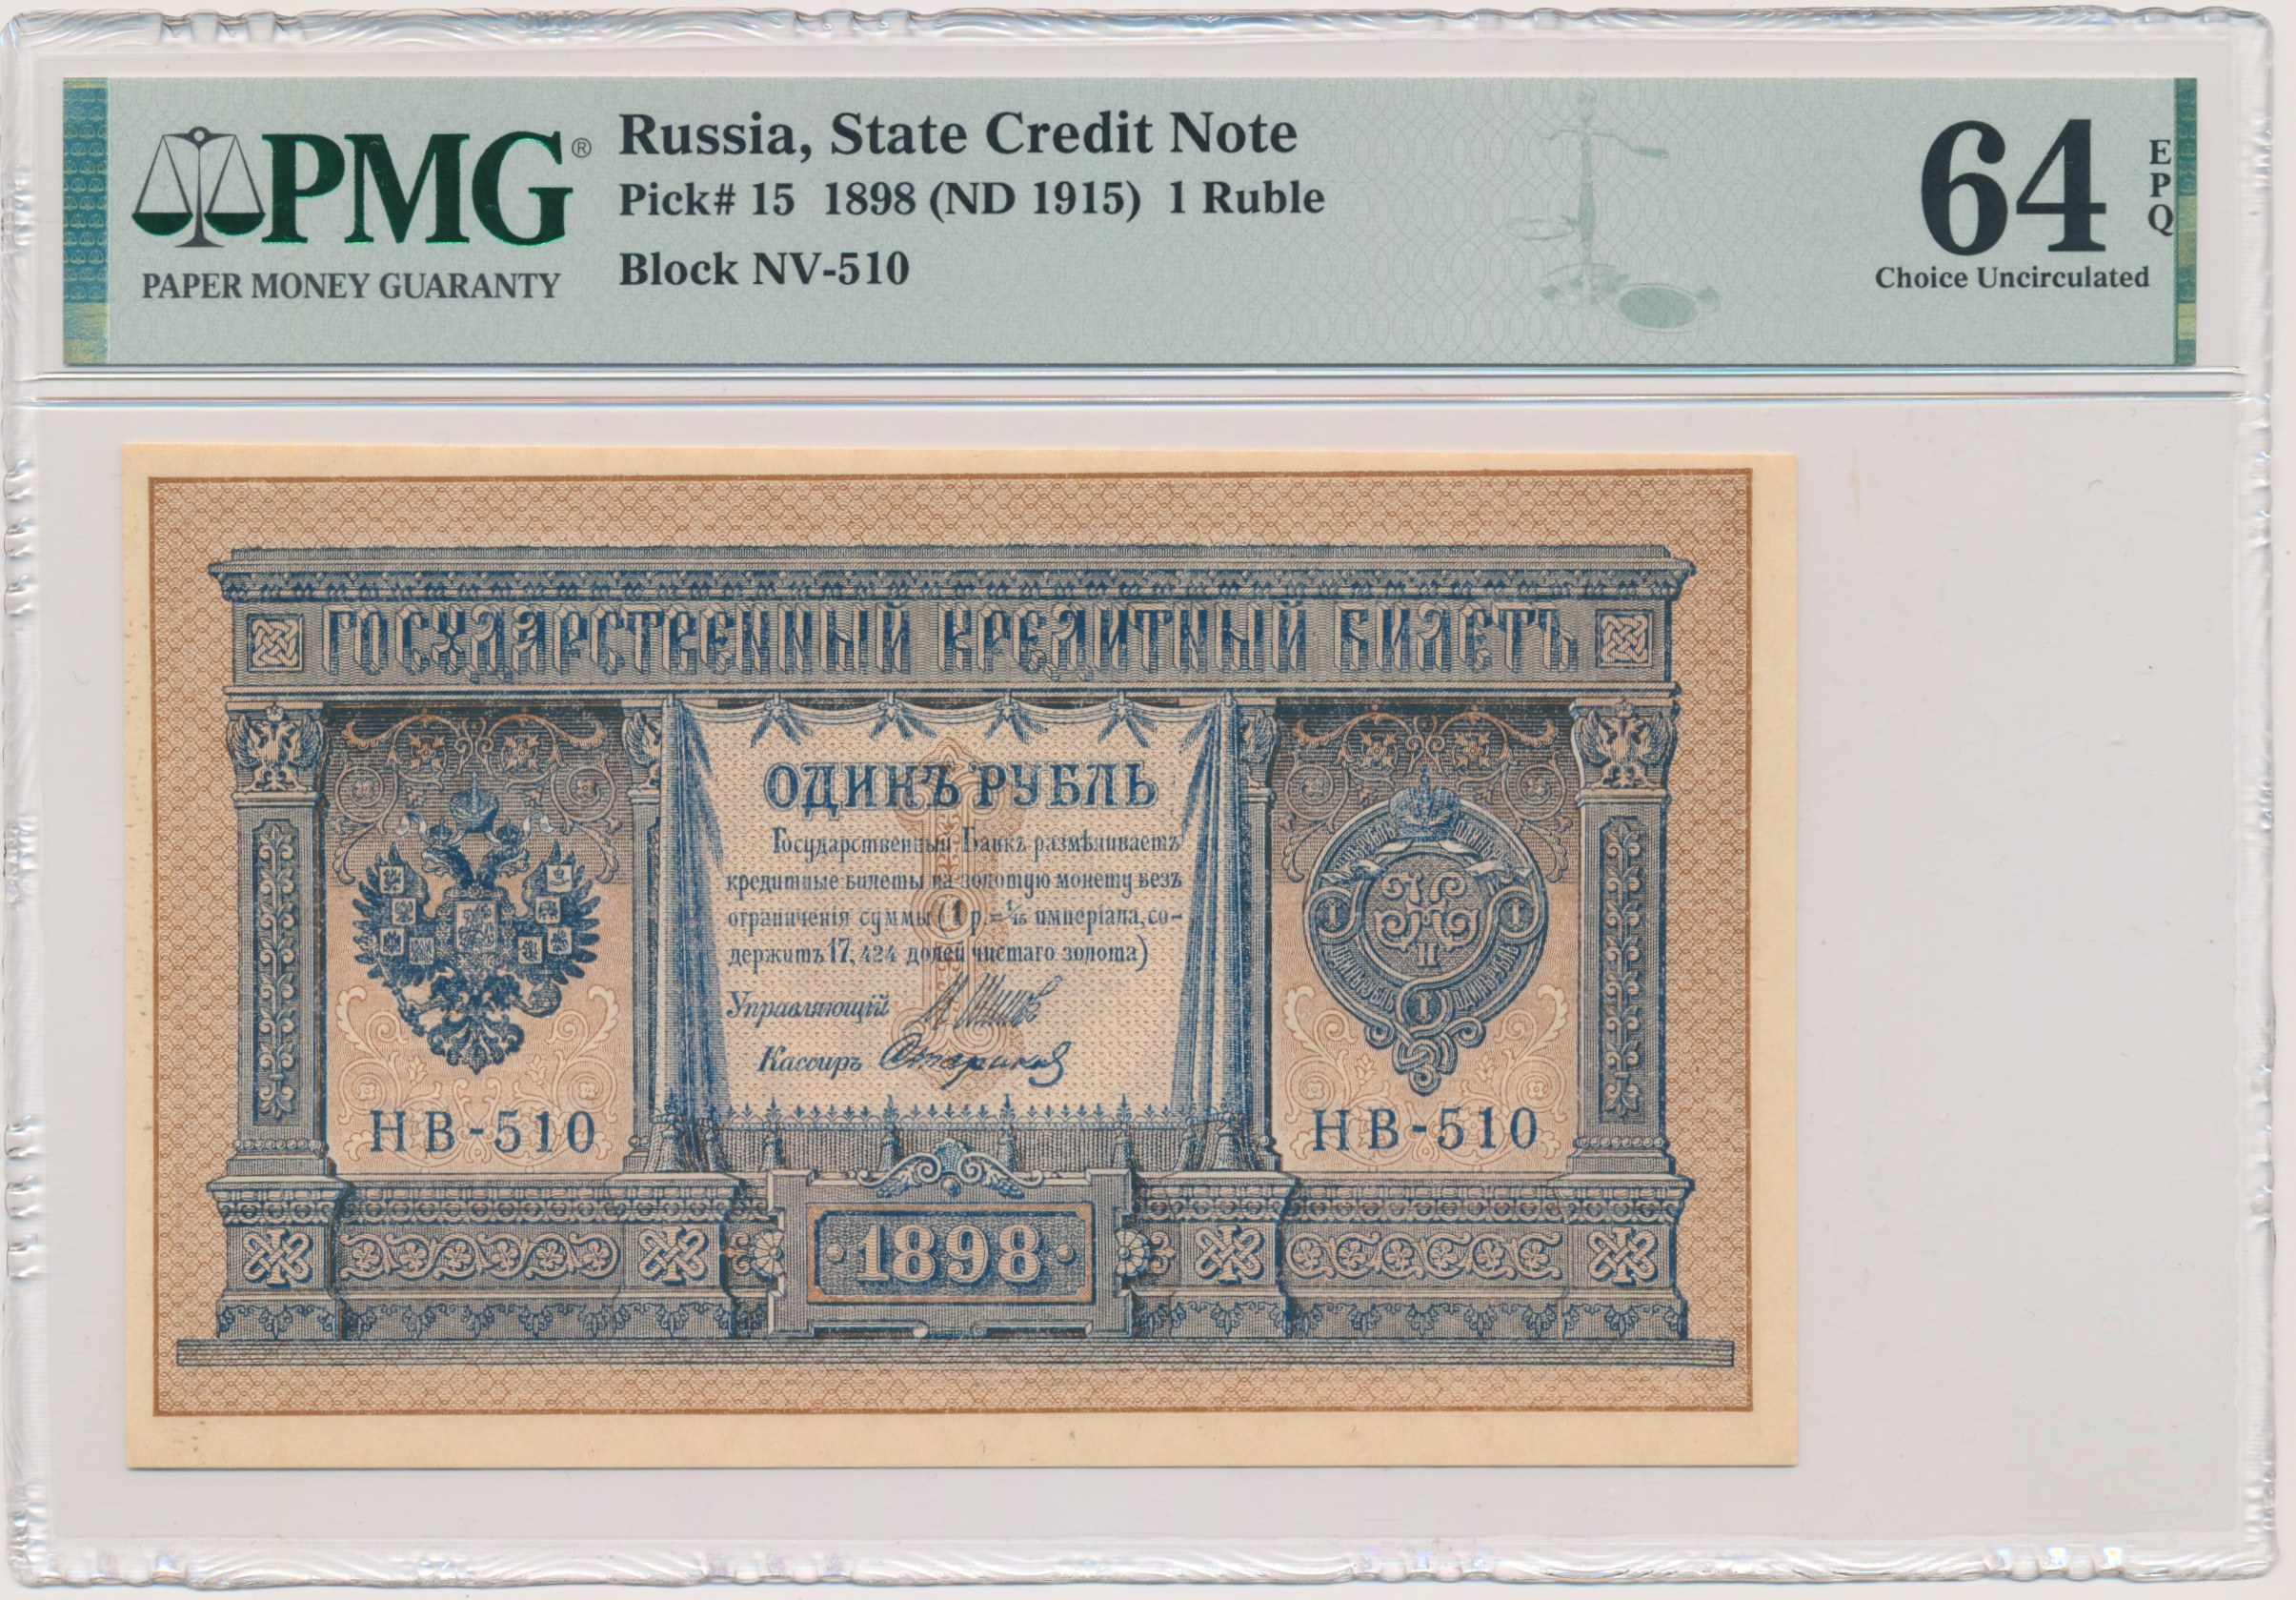 PMG®
PAPER MONEY GUARANTY
Russia, State Credit Note
Pick# 15 1898 (ND 1915) 1 Ruble
Block NV-510
64
EPQ
Choice Uncirculated
ГОСУДАРСТВЕННЫЙ КРЕДИТНЫЙ БИЛЕТЪ
ОДИНЪ РУБЛЬ
Государственный Банкъ размѣниваетъ
кредитные билеты на золотую монету безъ
ограниченія суммы (1 р.=1/15 имперіала, со-
держитъ 17,424 долей чистаго золота)
Управляющій
Кассиръ
I I
II
I
НВ-510 НВ-510
1898